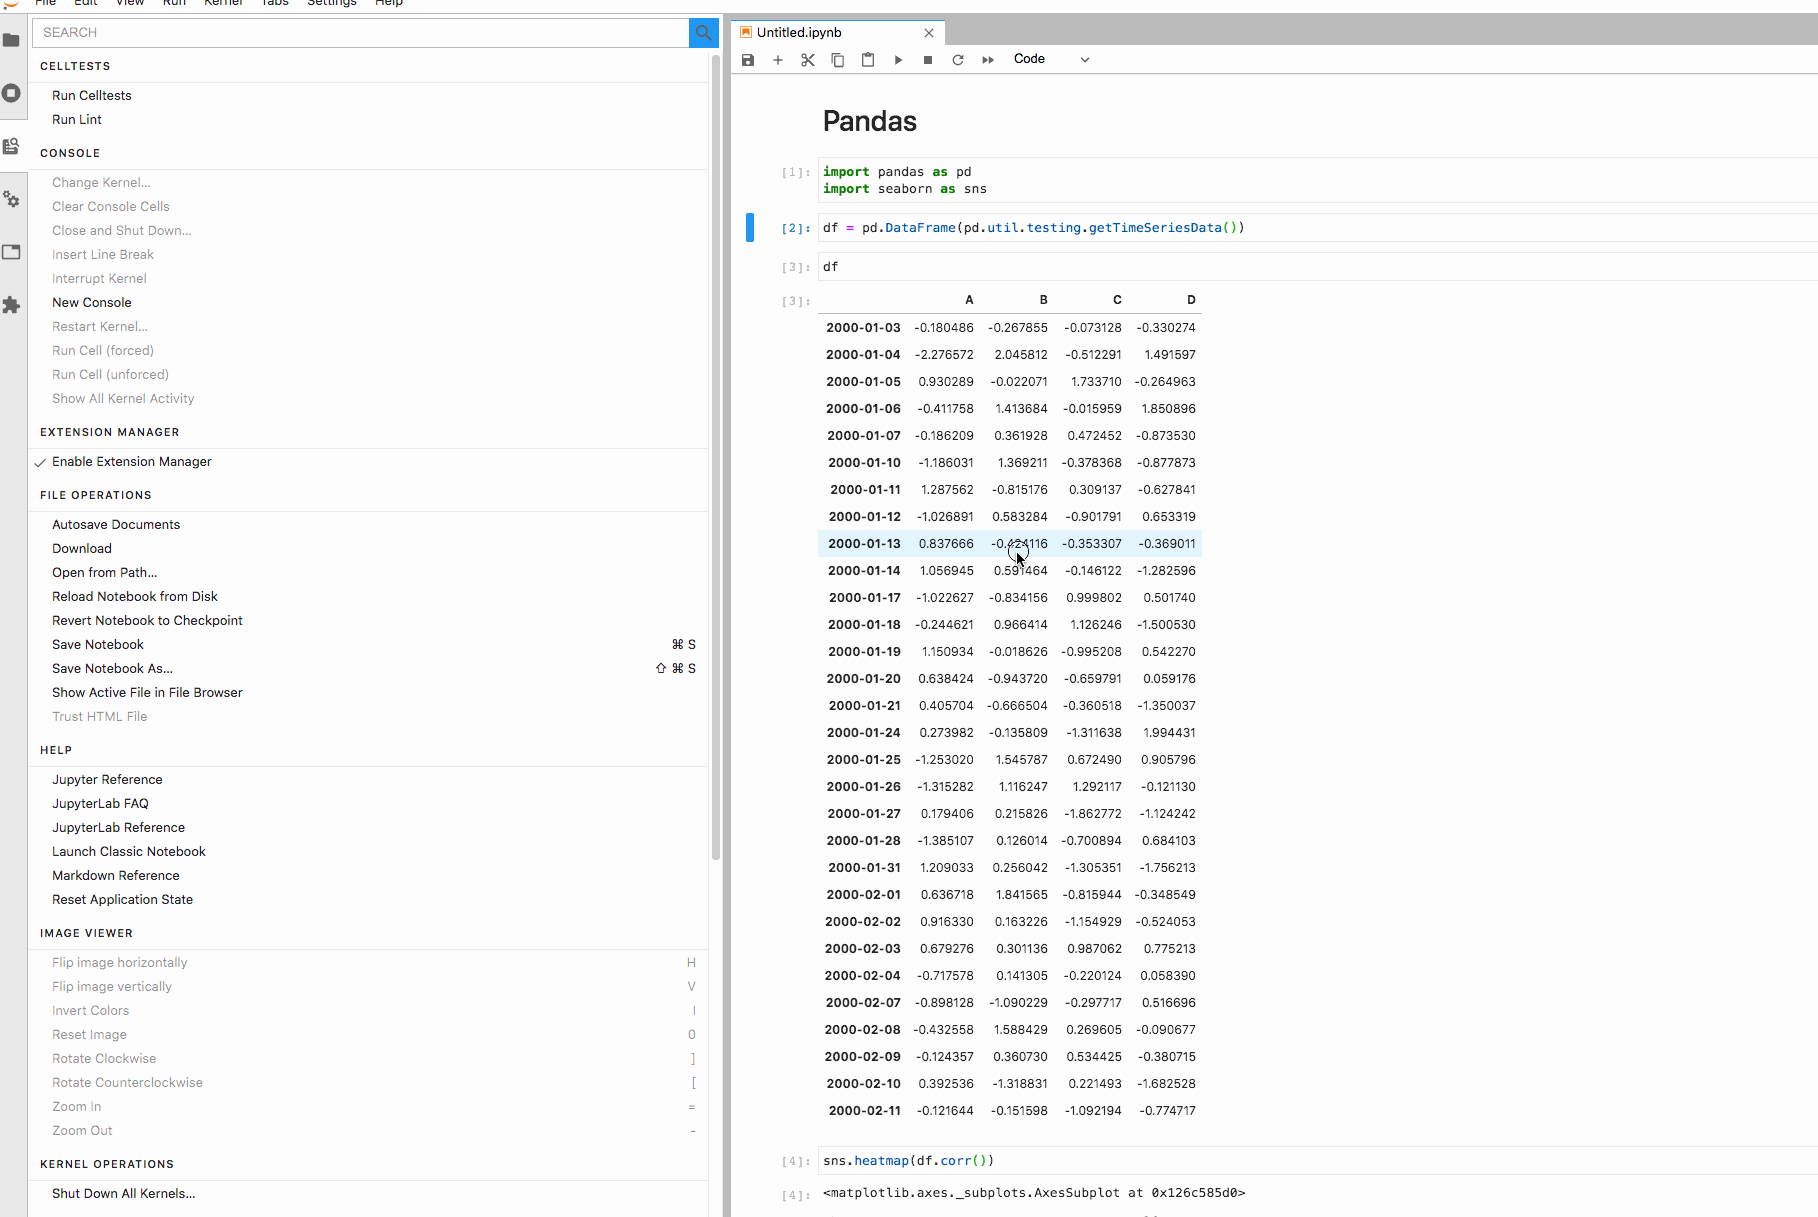 File Edit View Run Kernel Tabs Settings Help
SEARCH
CELLTESTS
Run Celltests
Run Lint
CONSOLE
Change Kernel...
Clear Console Cells
Close and Shut Down...
Insert Line Break
Interrupt Kernel
New Console
Restart Kernel...
Run Cell (forced)
Run Cell (unforced)
Show All Kernel Activity
EXTENSION MANAGER
✓ Enable Extension Manager
FILE OPERATIONS
Autosave Documents
Download
Open from Path...
Reload Notebook from Disk
Revert Notebook to Checkpoint
Save Notebook ⌘ S
Save Notebook As... ⇧ ⌘ S
Show Active File in File Browser
Trust HTML File
HELP
Jupyter Reference
JupyterLab FAQ
JupyterLab Reference
Launch Classic Notebook
Markdown Reference
Reset Application State
IMAGE VIEWER
Flip image horizontally H
Flip image vertically V
Invert Colors I
Reset Image 0
Rotate Clockwise ]
Rotate Counterclockwise [
Zoom In =
Zoom Out -
KERNEL OPERATIONS
Shut Down All Kernels...
Untitled.ipynb
Code
Pandas
[1]: import pandas as pd
import seaborn as sns
[2]: df = pd.DataFrame(pd.util.testing.getTimeSeriesData())
[3]: df
[3]: A B C D
2000-01-03 -0.180486 -0.267855 -0.073128 -0.330274
2000-01-04 -2.276572 2.045812 -0.512291 1.491597
2000-01-05 0.930289 -0.022071 1.733710 -0.264963
2000-01-06 -0.411758 1.413684 -0.015959 1.850896
2000-01-07 -0.186209 0.361928 0.472452 -0.873530
2000-01-10 -1.186031 1.369211 -0.378368 -0.877873
2000-01-11 1.287562 -0.815176 0.309137 -0.627841
2000-01-12 -1.026891 0.583284 -0.901791 0.653319
2000-01-13 0.837666 -0.353307 -0.369011
2000-01-14 1.056945 0.591464 -0.146122 -1.282596
2000-01-17 -1.022627 -0.834156 0.999802 0.501740
2000-01-18 -0.244621 0.966414 1.126246 -1.500530
2000-01-19 1.150934 -0.018626 -0.995208 0.542270
2000-01-20 0.638424 -0.943720 -0.659791 0.059176
2000-01-21 0.405704 -0.666504 -0.360518 -1.350037
2000-01-24 0.273982 -0.135809 -1.311638 1.994431
2000-01-25 -1.253020 1.545787 0.672490 0.905796
2000-01-26 -1.315282 1.116247 1.292117 -0.121130
2000-01-27 0.179406 0.215826 -1.862772 -1.124242
2000-01-28 -1.385107 0.126014 -0.700894 0.684103
2000-01-31 1.209033 0.256042 -1.305351 -1.756213
2000-02-01 0.636718 1.841565 -0.815944 -0.348549
2000-02-02 0.916330 0.163226 -1.154929 -0.524053
2000-02-03 0.679276 0.301136 0.987062 0.775213
2000-02-04 -0.717578 0.141305 -0.220124 0.058390
2000-02-07 -0.898128 -1.090229 -0.297717 0.516696
2000-02-08 -0.432558 1.588429 0.269605 -0.090677
2000-02-09 -0.124357 0.360730 0.534425 -0.380715
2000-02-10 0.392536 -1.318831 0.221493 -1.682528
2000-02-11 -0.121644 -0.151598 -1.092194 -0.774717
[4]: sns.heatmap(df.corr())
[4]: <matplotlib.axes._subplots.AxesSubplot at 0x126c585d0>